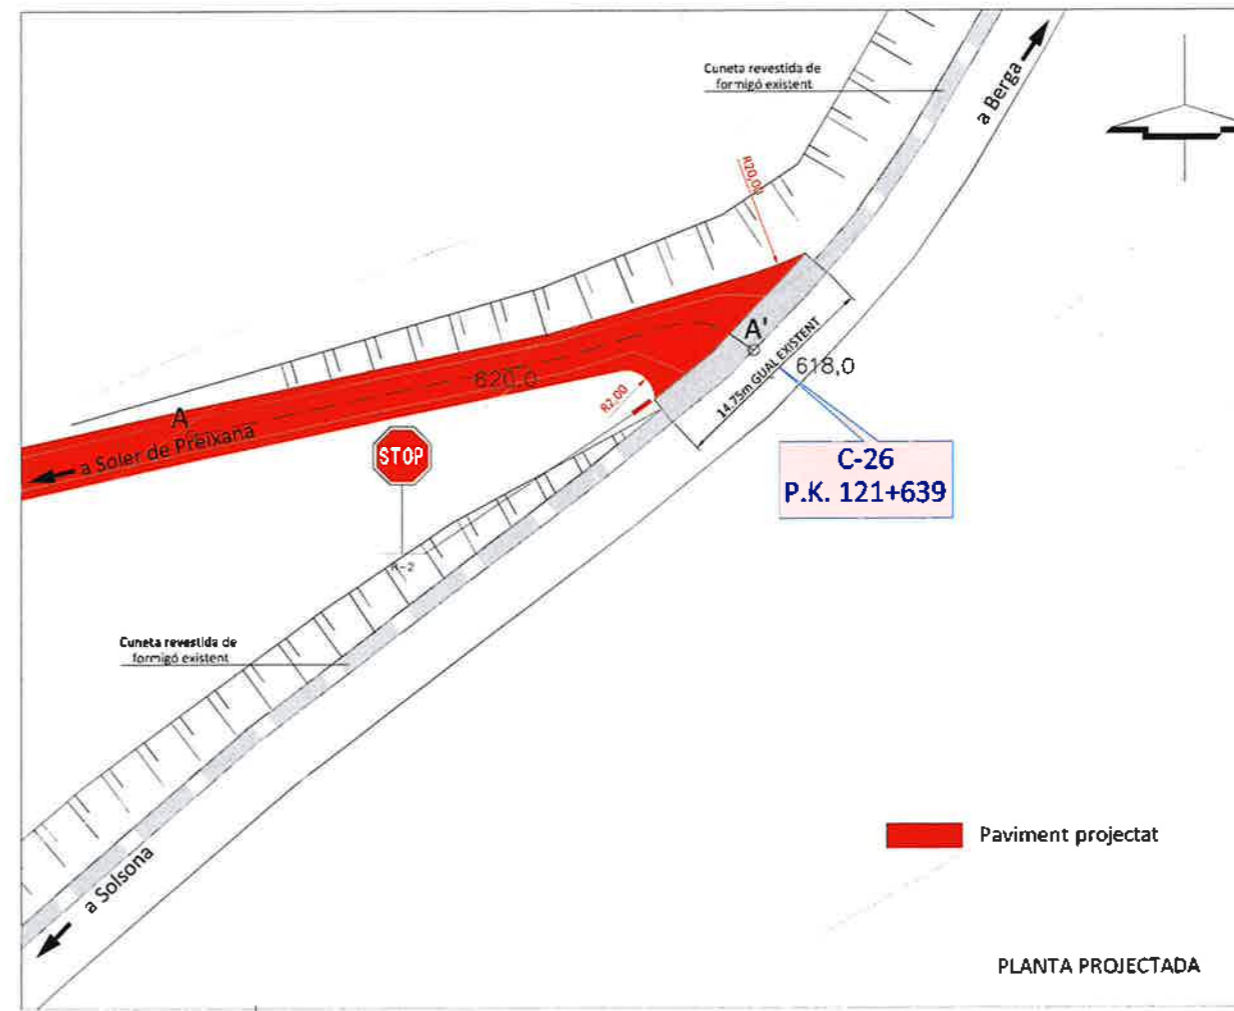 Cuneta revestida de
formigó existent
a Berga
R20,00
A'
14,75m GUAL EXISTENT
618,0
620,0
A
a Soler de Preixana
R2,00
STOP
C-26
P.K. 121+639
R-2
Cuneta revestida de
formigó existent
a Solsona
Paviment projectat
PLANTA PROJECTADA